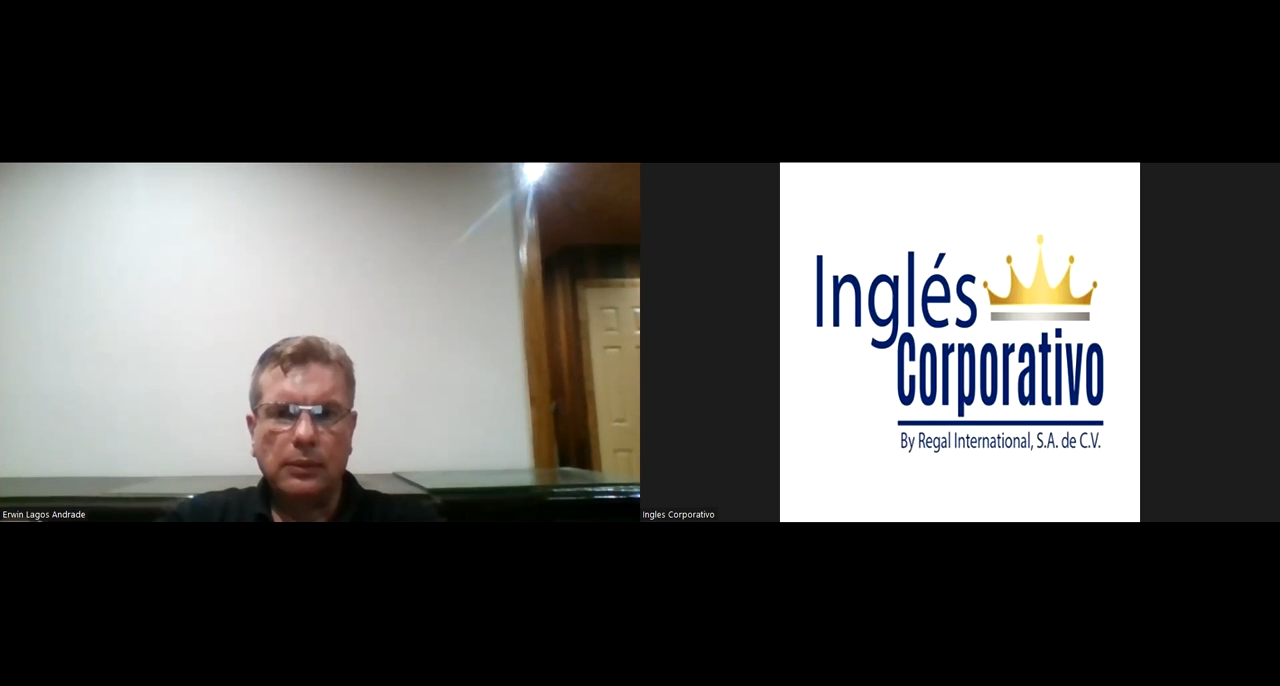 Inglés
Corporativo
By Regal International, S.A. de C.V.
Erwin Lagos Andrade
Ingles Corporativo